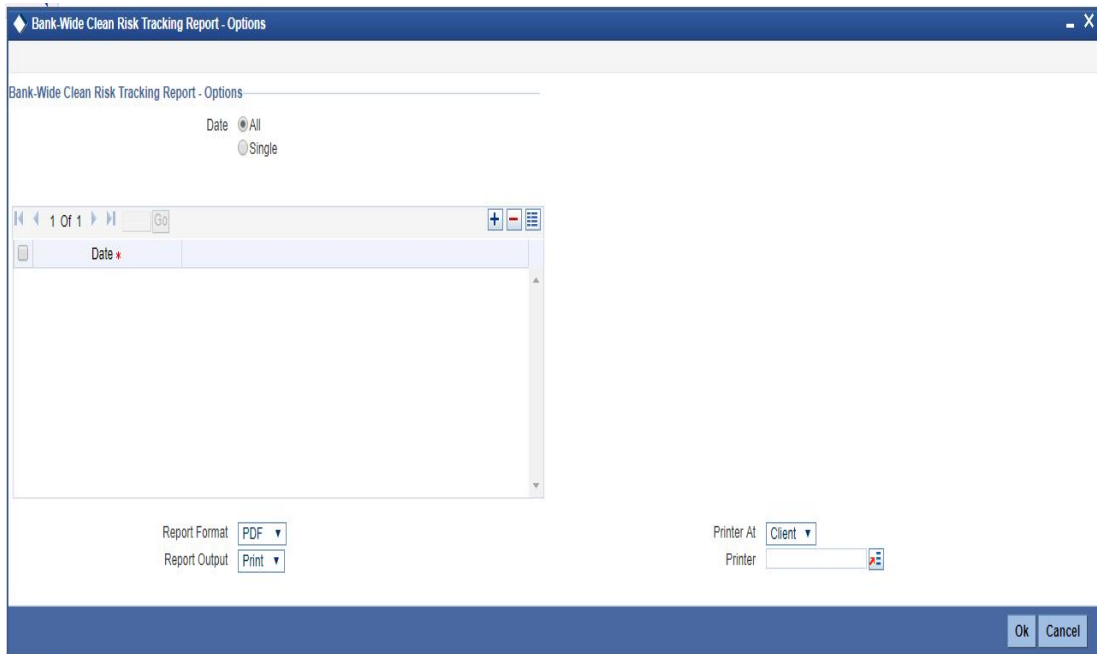 Bank-Wide Clean Risk Tracking Report - Options
Bank-Wide Clean Risk Tracking Report - Options
Date All
Single
1 Of 1 Go
Date *
Report Format PDF
Printer At Client
Report Output Print
Printer
Ok Cancel